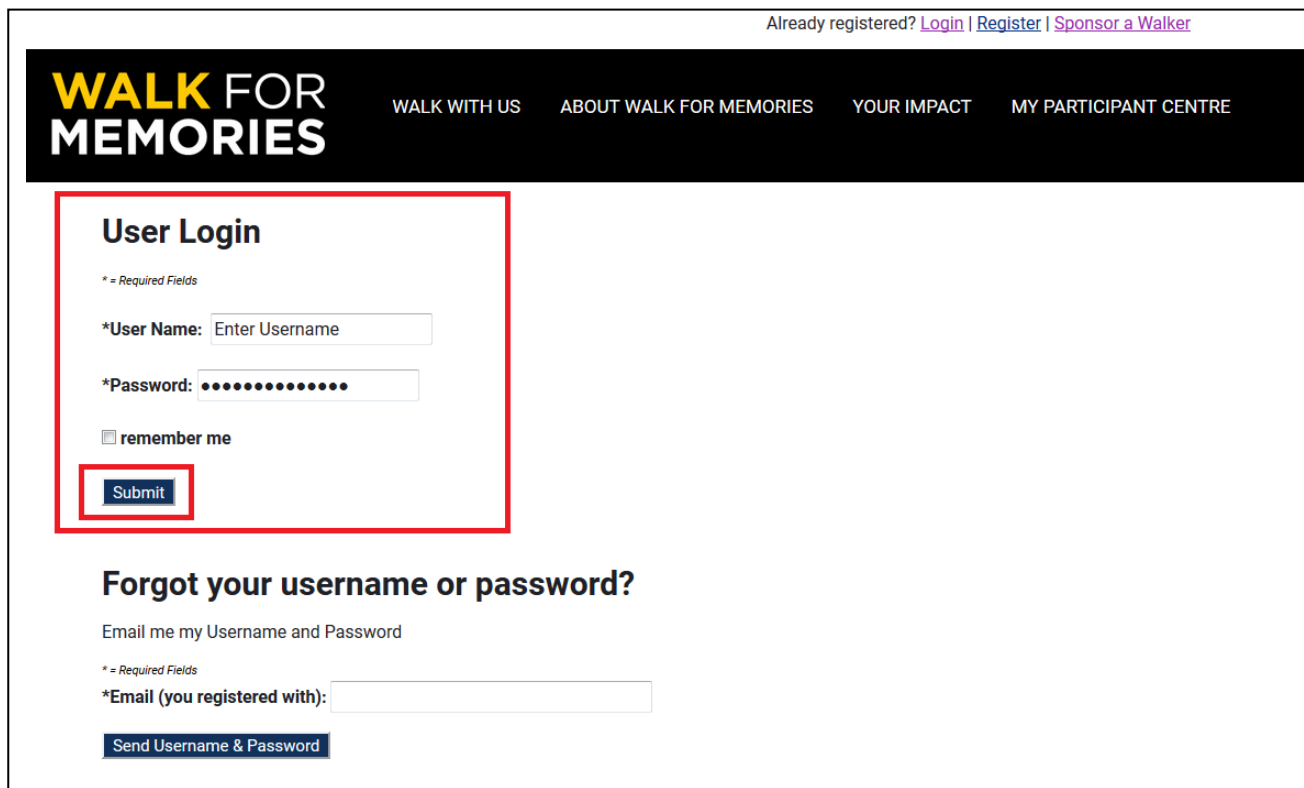 Already registered? Login | Register | Sponsor a Walker
WALK FOR
MEMORIES
WALK WITH US ABOUT WALK FOR MEMORIES YOUR IMPACT MY PARTICIPANT CENTRE
User Login
* = Required Fields
*User Name: Enter Username
*Password: ●●●●●●●●●●●●●●
remember me
Submit
Forgot your username or password?
Email me my Username and Password
* = Required Fields
*Email (you registered with):
Send Username & Password